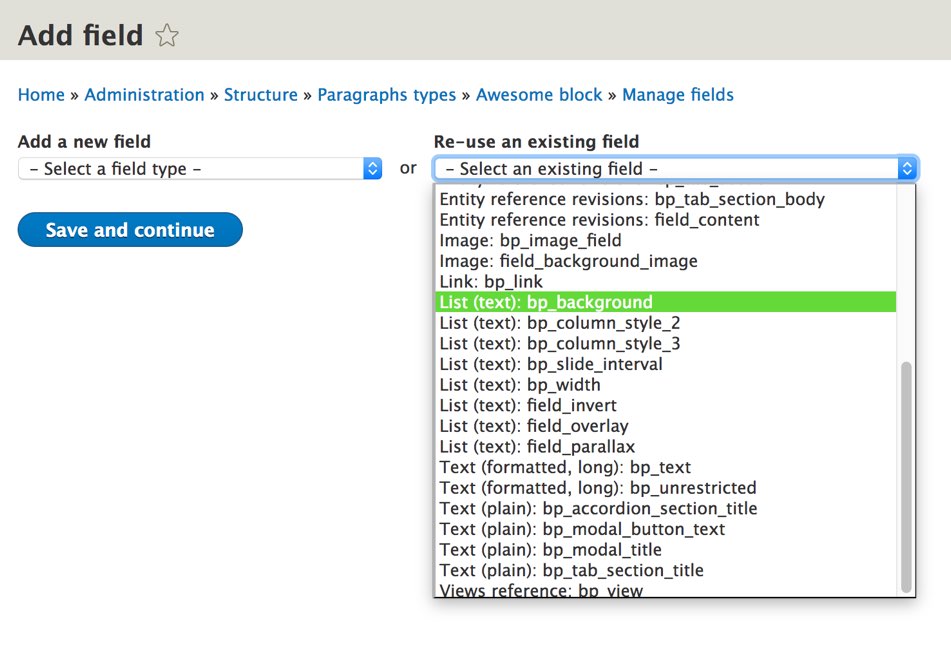 Add field
Home » Administration » Structure » Paragraphs types » Awesome block » Manage fields
Add a new field
– Select a field type –
or
Re-use an existing field
– Select an existing field –
Entity reference revisions: bp_tab_section_body
Entity reference revisions: field_content
Image: bp_image_field
Image: field_background_image
Link: bp_link
List (text): bp_background
List (text): bp_column_style_2
List (text): bp_column_style_3
List (text): bp_slide_interval
List (text): bp_width
List (text): field_invert
List (text): field_overlay
List (text): field_parallax
Text (formatted, long): bp_text
Text (formatted, long): bp_unrestricted
Text (plain): bp_accordion_section_title
Text (plain): bp_modal_button_text
Text (plain): bp_modal_title
Text (plain): bp_tab_section_title
Views reference: bp_view
Save and continue